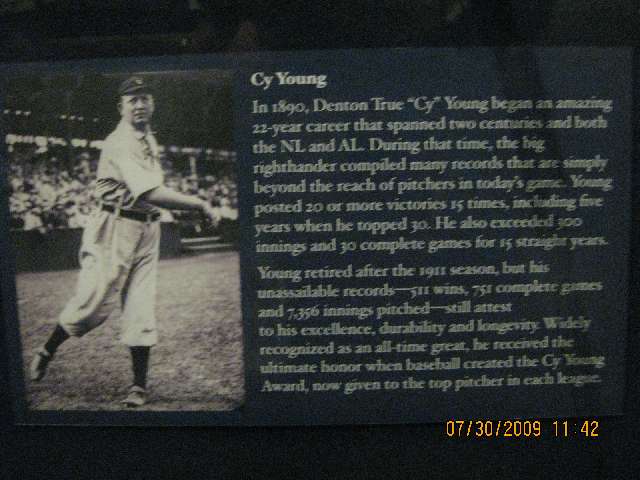 Cy Young
In 1890, Denton True "Cy" Young began an amazing
22-year career that spanned two centuries and both
the NL and AL. During that time, the big
righthander compiled many records that are simply
beyond the reach of pitchers in today's game. Young
posted 20 or more victories 15 times, including five
years when he topped 30. He also exceeded 300
innings and 30 complete games for 15 straight years.
Young retired after the 1911 season, but his
unassailable records—511 wins, 751 complete games
and 7,356 innings pitched—still attest
to his excellence, durability and longevity. Widely
recognized as an all-time great, he received the
ultimate honor when baseball created the Cy Young
Award, now given to the top pitcher in each league.
07/30/2009 11:42